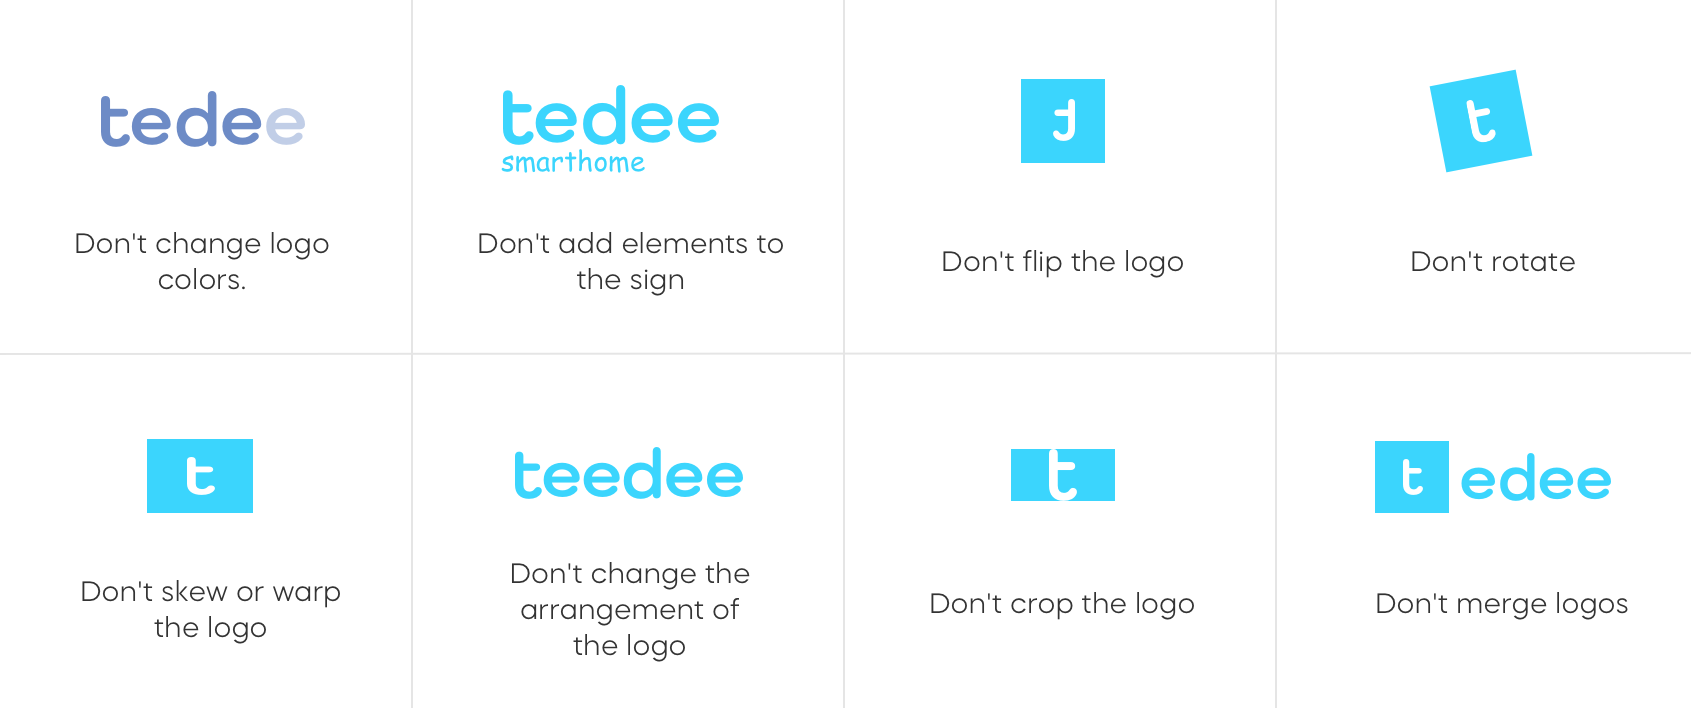 tedee
Don't change logo
colors.
tedee
smarthome
Don't add elements to
the sign
t
Don't flip the logo
t
Don't rotate
t
Don't skew or warp
the logo
teedee
Don't change the
arrangement of
the logo
t
Don't crop the logo
t edee
Don't merge logos